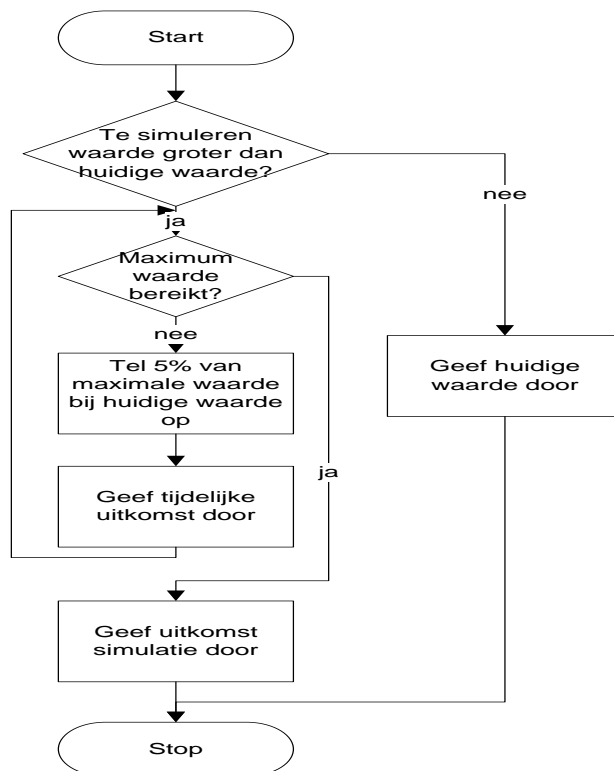 Start
Te simuleren
waarde groter dan
huidige waarde?
nee
ja
Maximum
waarde
bereikt?
nee
Tel 5% van
maximale waarde
bij huidige waarde
op
Geef huidige
waarde door
ja
Geef tijdelijke
uitkomst door
Geef uitkomst
simulatie door
Stop